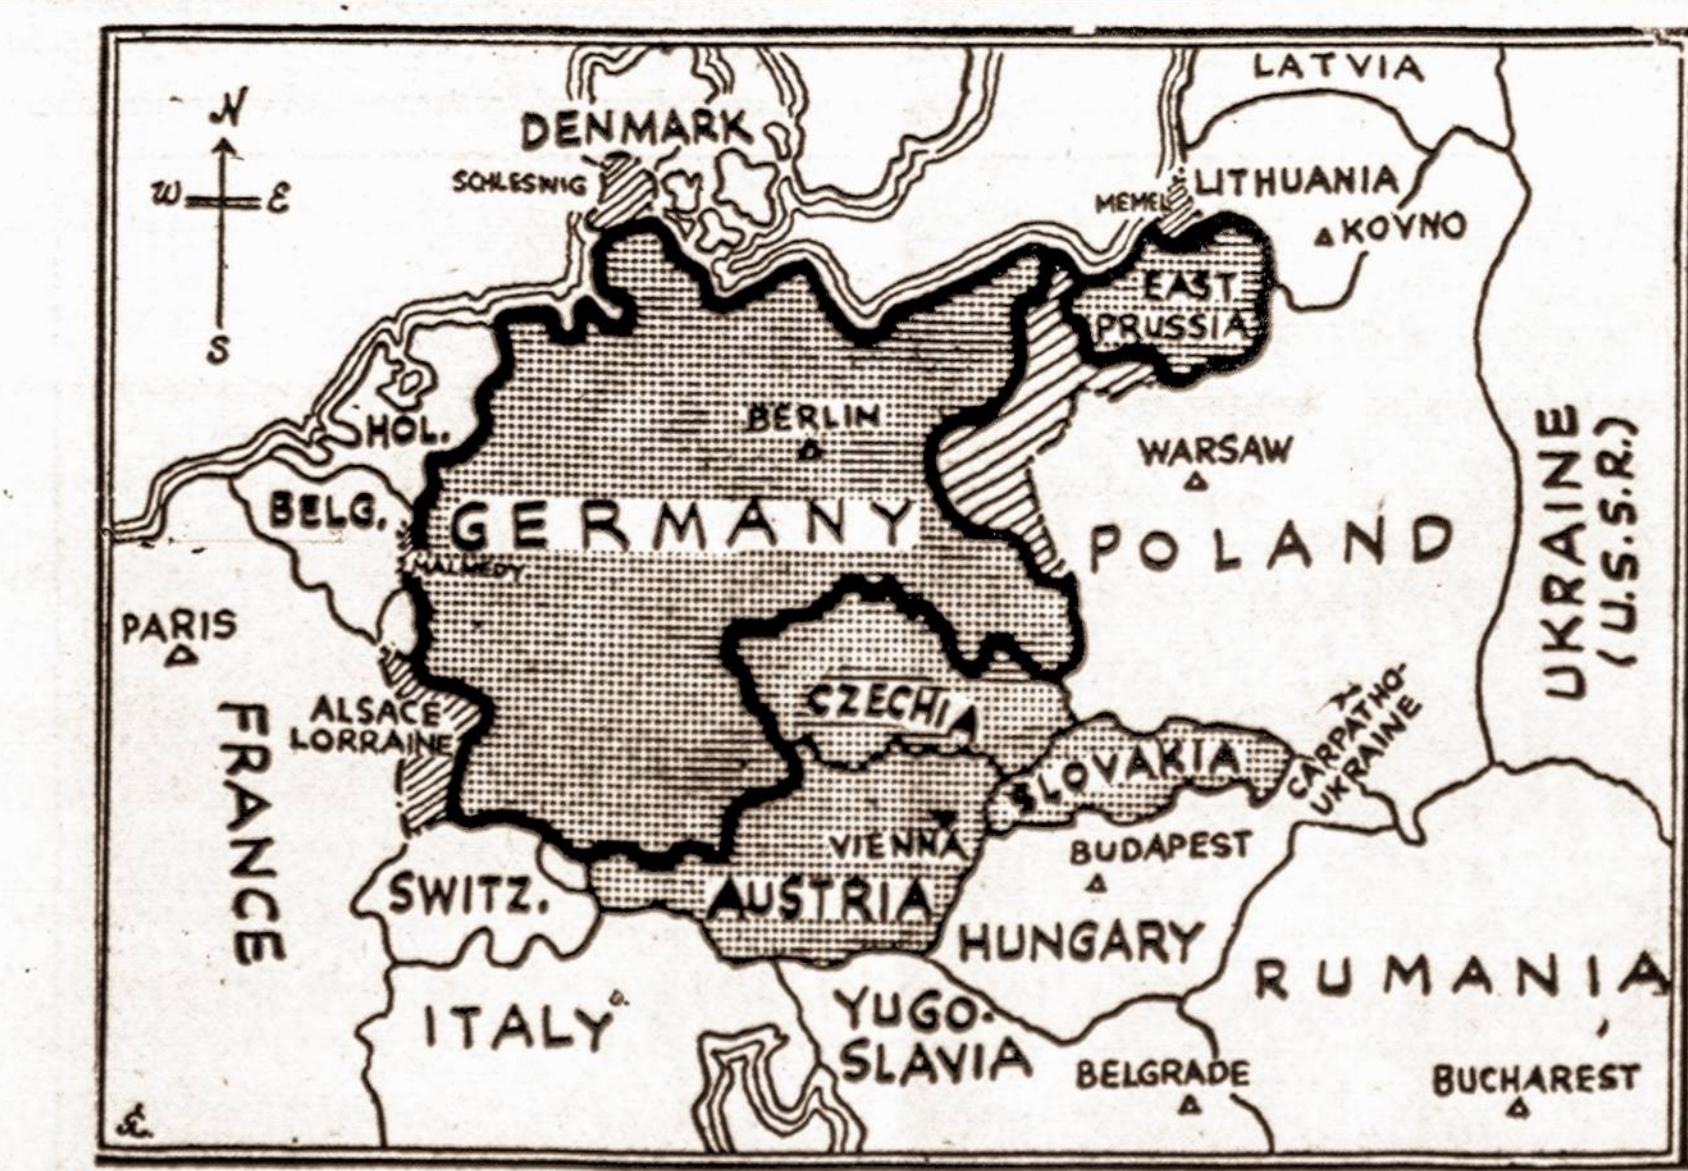 N
W E
S
LATVIA
DENMARK
SCHLESWIG
LITHUANIA
MEMEL
KOVNO
EAST
PRUSSIA
HOL.
BERLIN
WARSAW
BELG.
GERMANY
POLAND
UKRAINE
(U.S.S.R.)
MALMEDY
PARIS
ALSACE
LORRAINE
FRANCE
CZECHIA
SLOVAKIA
CARPATHO-
UKRAINE
VIENNA
BUDAPEST
SWITZ.
AUSTRIA
HUNGARY
RUMANIA
ITALY
YUGO-
SLAVIA
BELGRADE
BUCHAREST